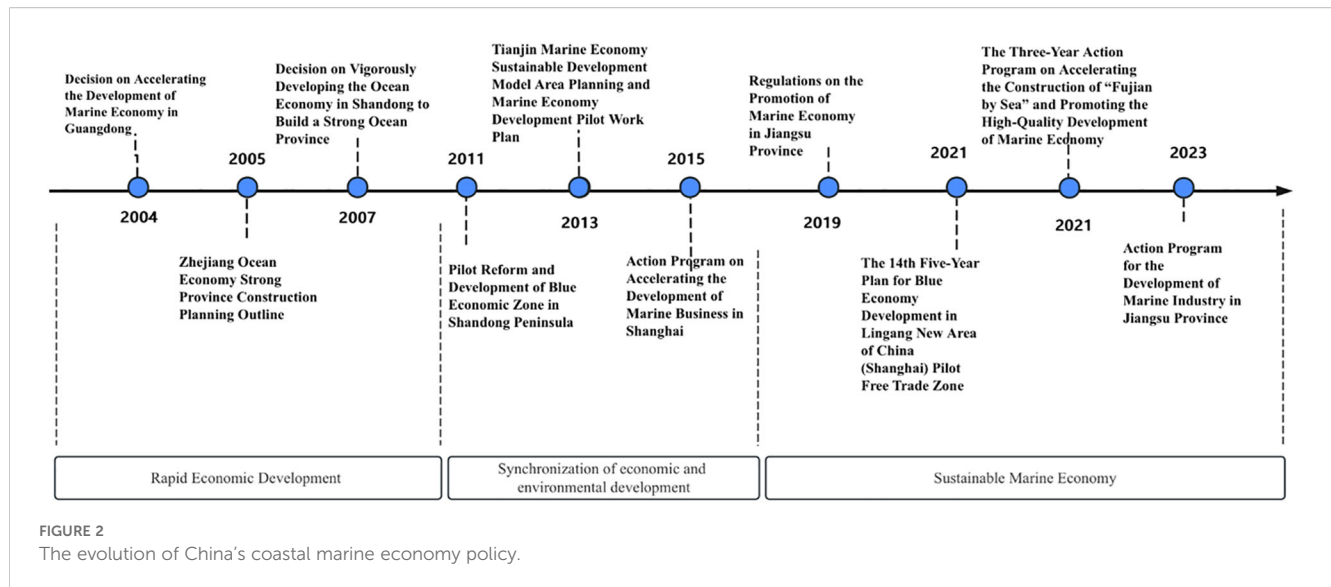 Decision on Accelerating
the Development of
Marine Economy in
Guangdong
2004
2005
Zhejiang Ocean
Economy Strong
Province Construction
Planning Outline
Decision on Vigorously
Developing the Ocean
Economy in Shandong to
Build a Strong Ocean
Province
2007
2011
Pilot Reform and
Development of Blue
Economic Zone in
Shandong Peninsula
Tianjin Marine Economy
Sustainable Development
Model Area Planning and
Marine Economy
Development Pilot Work
Plan
2013
2015
Action Program on
Accelerating the
Development of
Marine Business in
Shanghai
Regulations on the
Promotion of
Marine Economy
in Jiangsu
Province
2019
2021
The 14th Five-Year
Plan for Blue
Economy
Development in
Lingang New Area
of China
(Shanghai) Pilot
Free Trade Zone
The Three-Year Action
Program on Accelerating
the Construction of “Fujian
by Sea” and Promoting the
High-Quality Development
of Marine Economy
2021
2023
Action Program
for the
Development of
Marine Industry in
Jiangsu Province
Rapid Economic Development
Synchronization of economic and
environmental development
Sustainable Marine Economy
FIGURE 2
The evolution of China’s coastal marine economy policy.